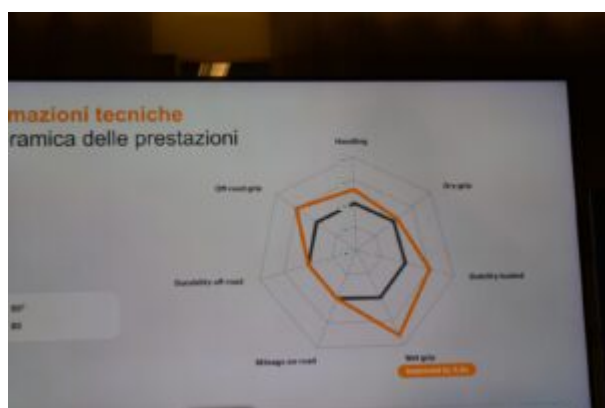 mazioni tecniche
ramica delle prestazioni
Handling
Off-road grip
Dry grip
Durability off-road
Stability loaded
Mileage on-road
Wet grip